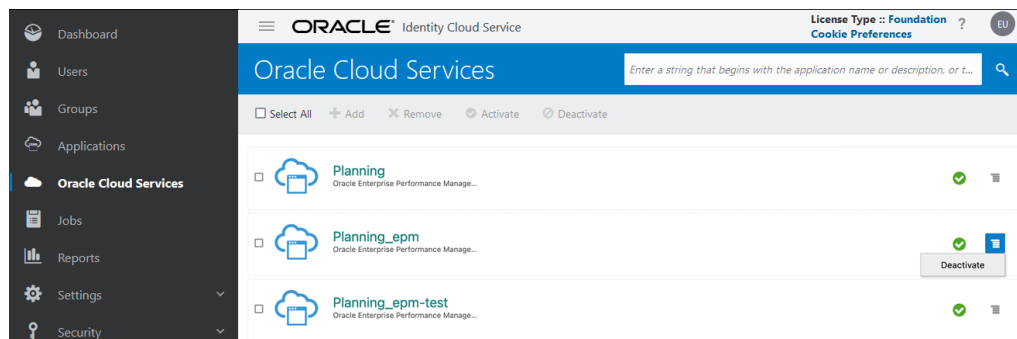 Dashboard
Users
Groups
Applications
Oracle Cloud Services
Jobs
Reports
Settings
Security
ORACLE® Identity Cloud Service
License Type :: Foundation
Cookie Preferences
?
EU
Oracle Cloud Services
Enter a string that begins with the application name or description, or t...
Select All Add Remove Activate Deactivate
Planning
Oracle Enterprise Performance Manage...
Planning_epm
Oracle Enterprise Performance Manage...
Deactivate
Planning_epm-test
Oracle Enterprise Performance Manage...